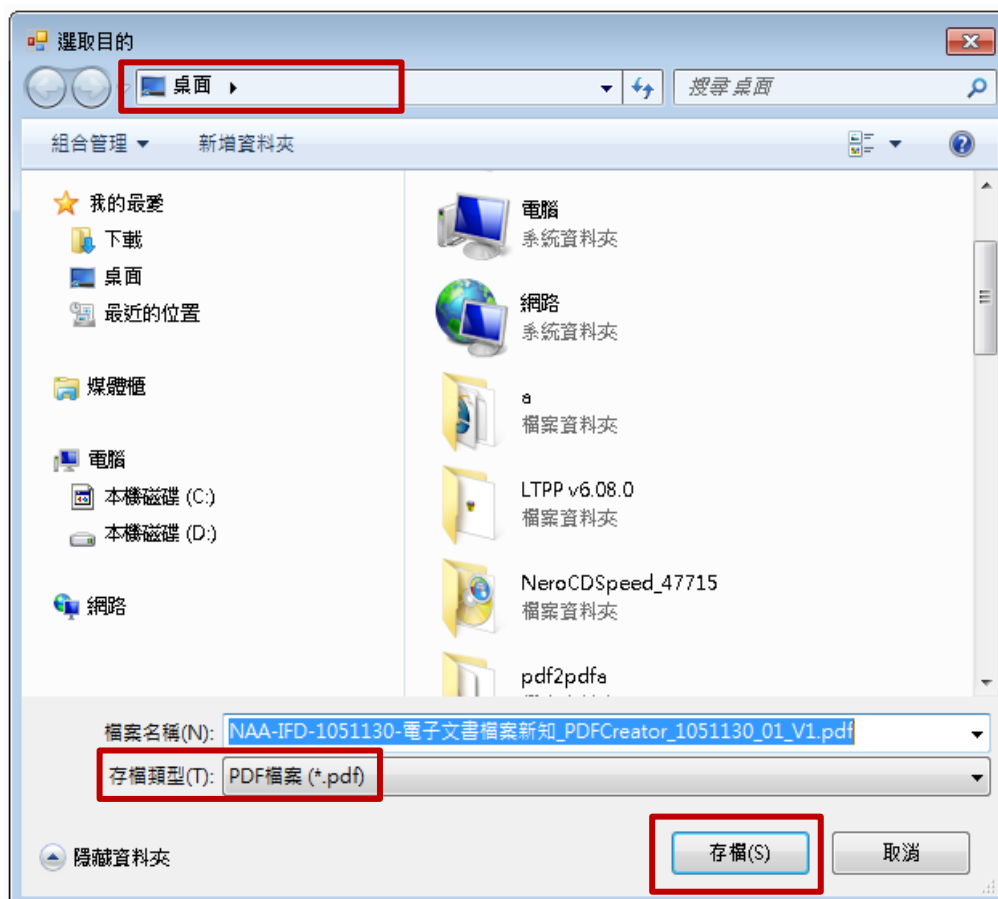 選取目的
桌面
搜尋桌面
組合管理
新增資料夾
我的最愛
下載
桌面
最近的位置
媒體櫃
電腦
本機磁碟 (C:)
本機磁碟 (D:)
網路
電腦
系統資料夾
網路
系統資料夾
a
檔案資料夾
LTPP v6.08.0
檔案資料夾
NeroCDSpeed_47715
檔案資料夾
pdf2pdfa
檔案名稱(N): NAA-IFD-1051130-電子文書檔案新知_PDFCreator_1051130_01_V1.pdf
存檔類型(T): PDF檔案 (*.pdf)
隱藏資料夾
存檔(S)
取消